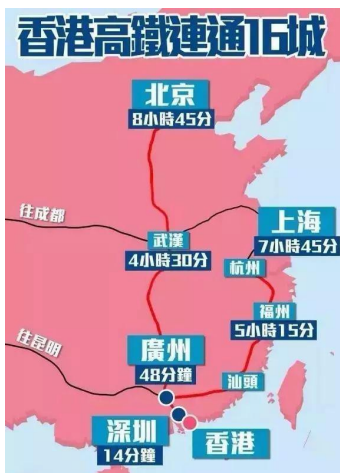 香港高鐵連通16城
北京
8小時45分
往成都
武漢
4小時30分
上海
7小時45分
杭州
福州
5小時15分
往昆明
廣州
48分鐘
汕頭
深圳
14分鐘
香港